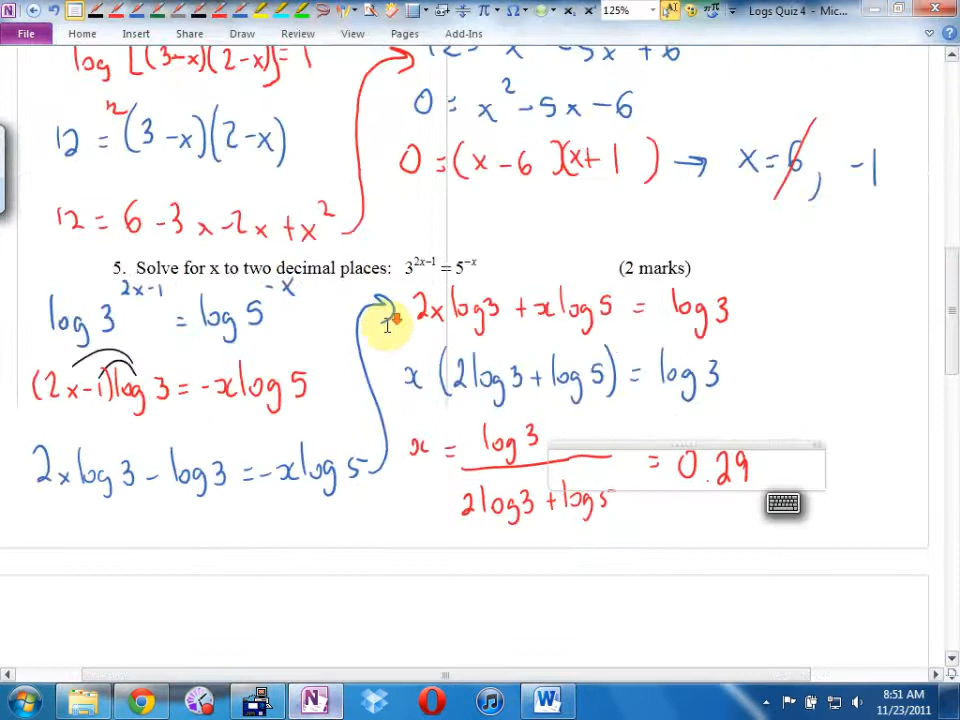 125%
Logs Quiz 4 - Mic...
File Home Insert Share Draw Review View Pages Add-Ins
log [(3-x)(2-x)] = 1
12 = x - 5x + 6
12
12 = (3-x)(2-x)
0 = x² - 5x - 6
0 = (x - 6)(x + 1) → x = 6, -1
12 = 6 - 3x - 2x + x²
5. Solve for x to two decimal places: 3^{2x-1} = 5^{-x} (2 marks)
log 3^{2x-1} = log 5^{-x}
(2x-1) log 3 = -x log 5
2x log 3 - log 3 = -x log 5
2x log 3 + x log 5 = log 3
x (2 log 3 + log 5) = log 3
x = log 3 / 2 log 3 + log 5 = 0.29
8:51 AM
11/23/2011